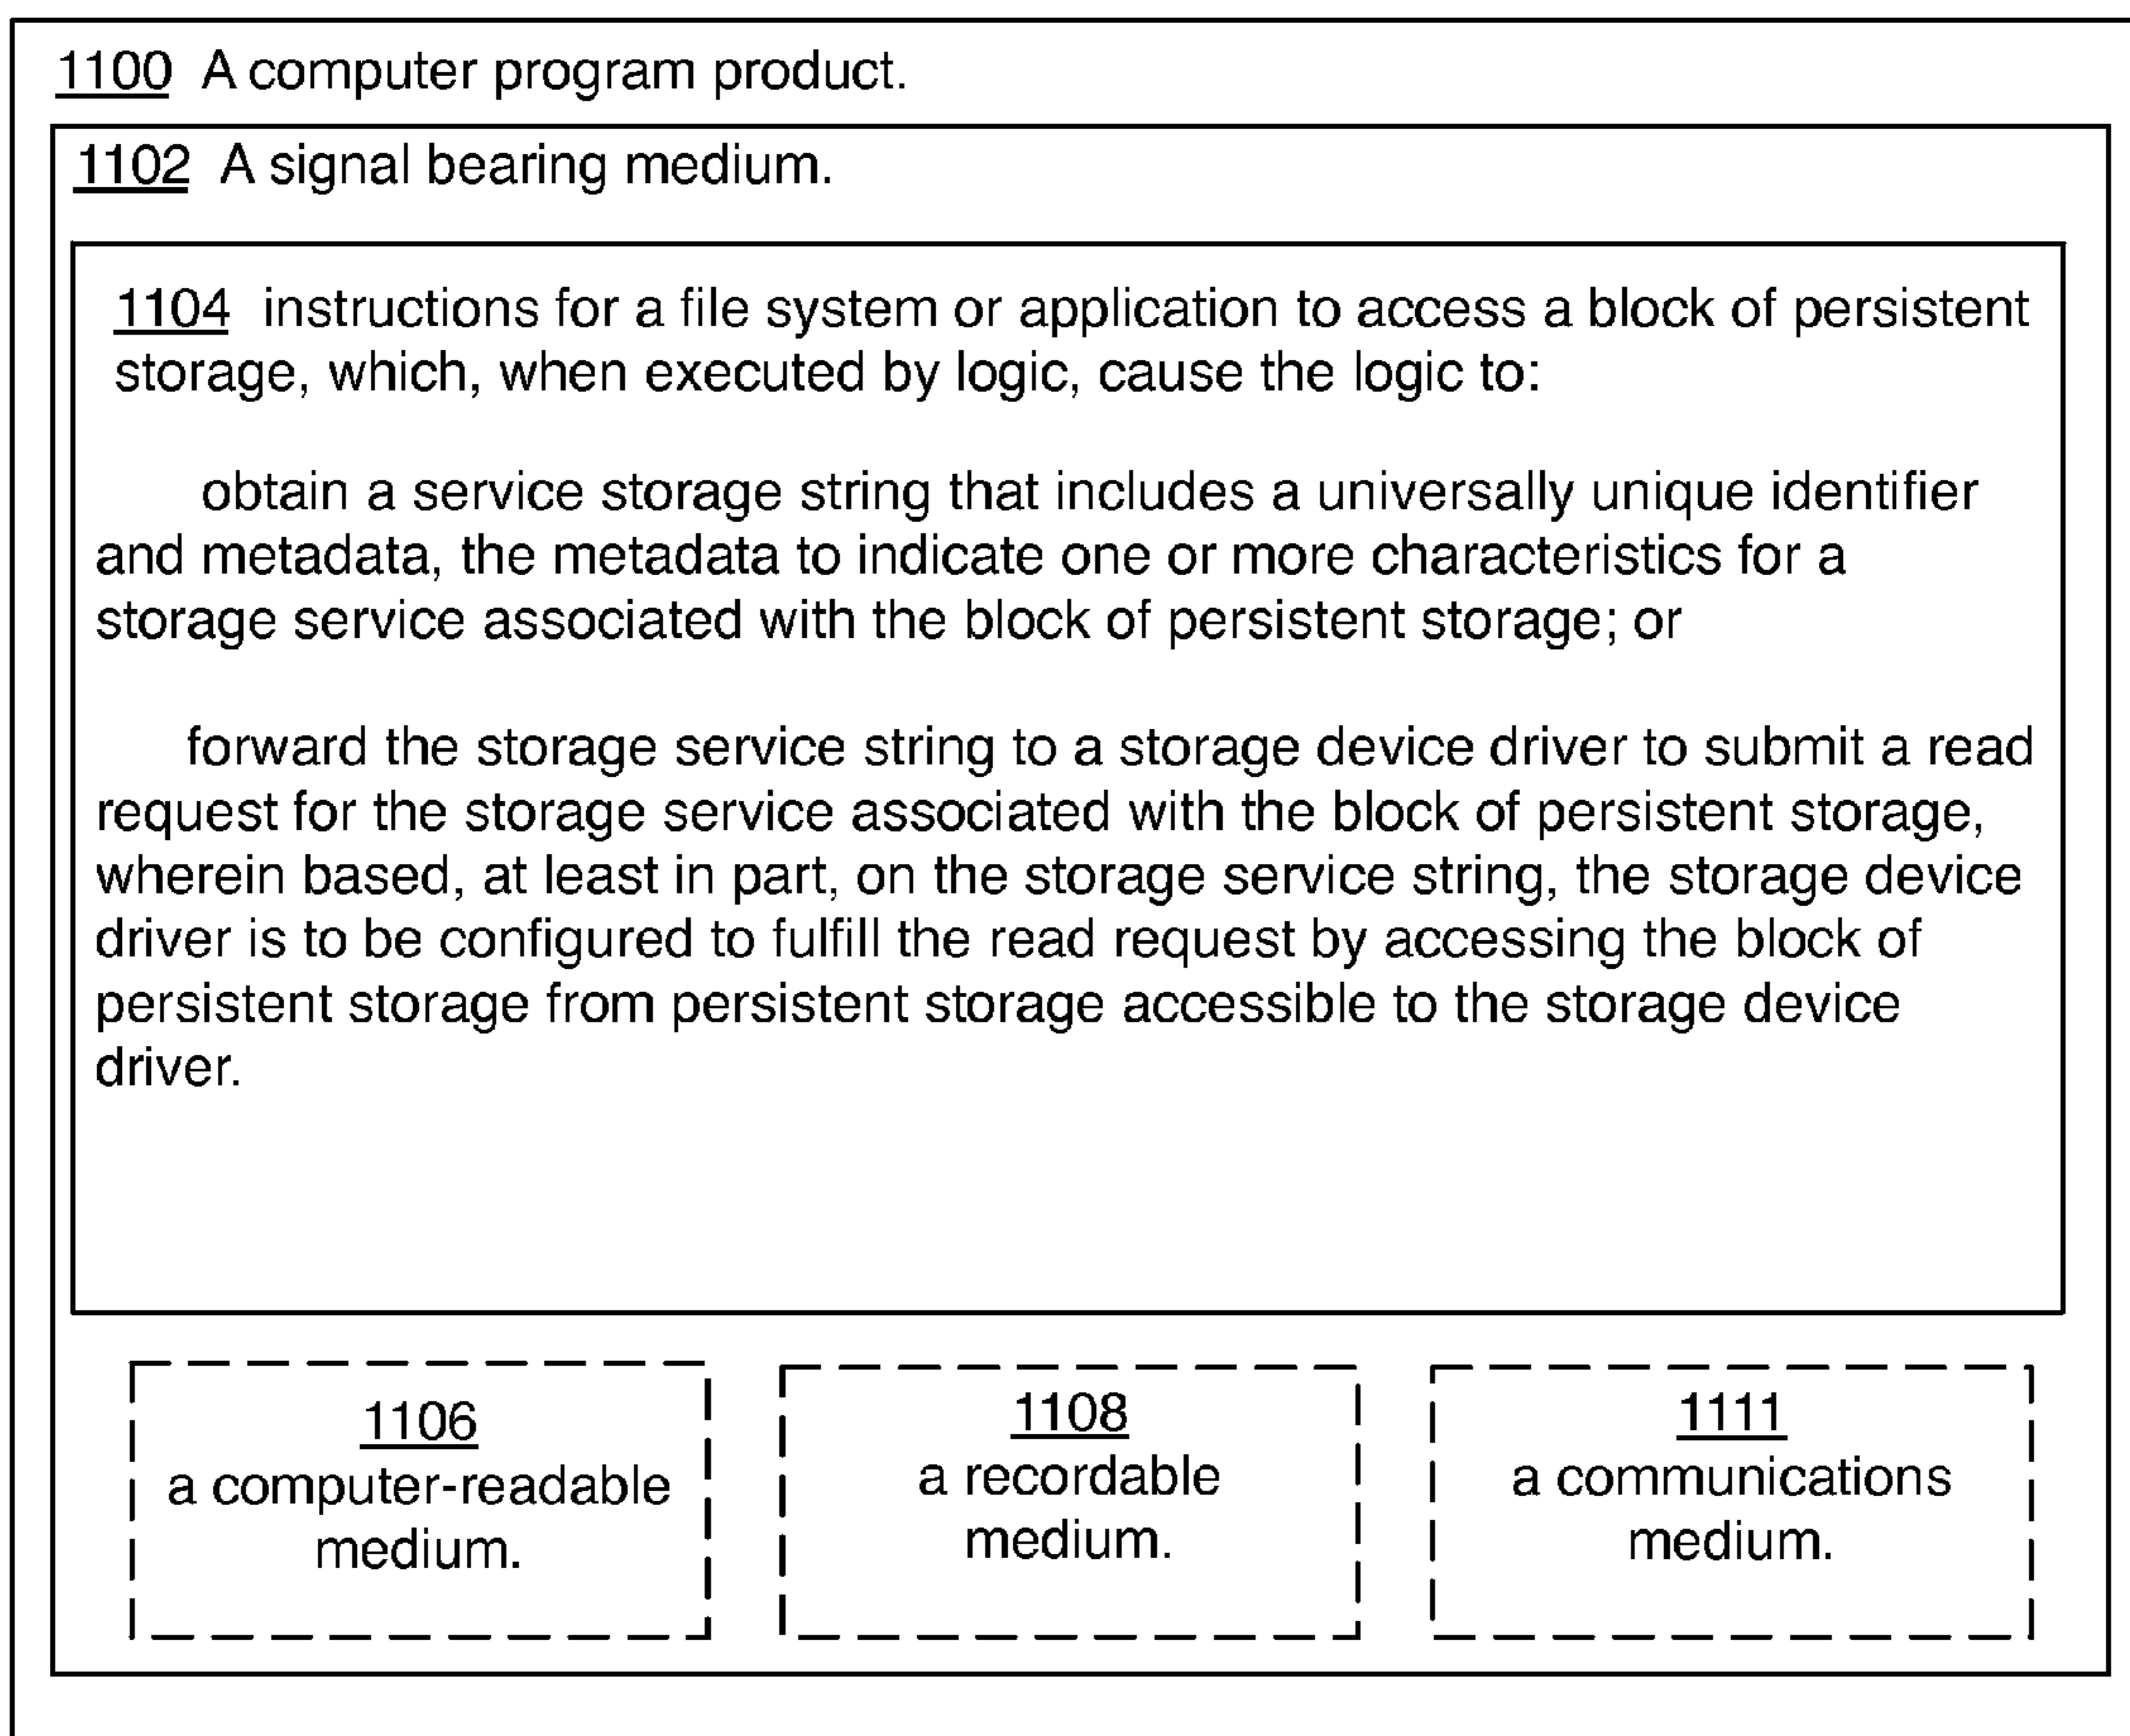 1100 A computer program product.
1102 A signal bearing medium.
1104 instructions for a file system or application to access a block of persistent
storage, which, when executed by logic, cause the logic to:
obtain a service storage string that includes a universally unique identifier
and metadata, the metadata to indicate one or more characteristics for a
storage service associated with the block of persistent storage; or
forward the storage service string to a storage device driver to submit a read
request for the storage service associated with the block of persistent storage,
wherein based, at least in part, on the storage service string, the storage device
driver is to be configured to fulfill the read request by accessing the block of
persistent storage from persistent storage accessible to the storage device
driver.
1106
a computer-readable
medium.
1108
a recordable
medium.
1111
a communications
medium.